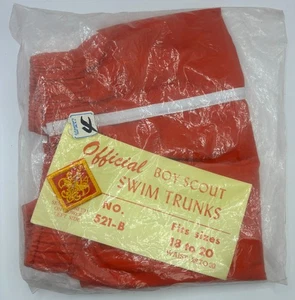 Official BOY SCOUT
SWIM TRUNKS
NO.
521-B
Fits sizes
18 to 20